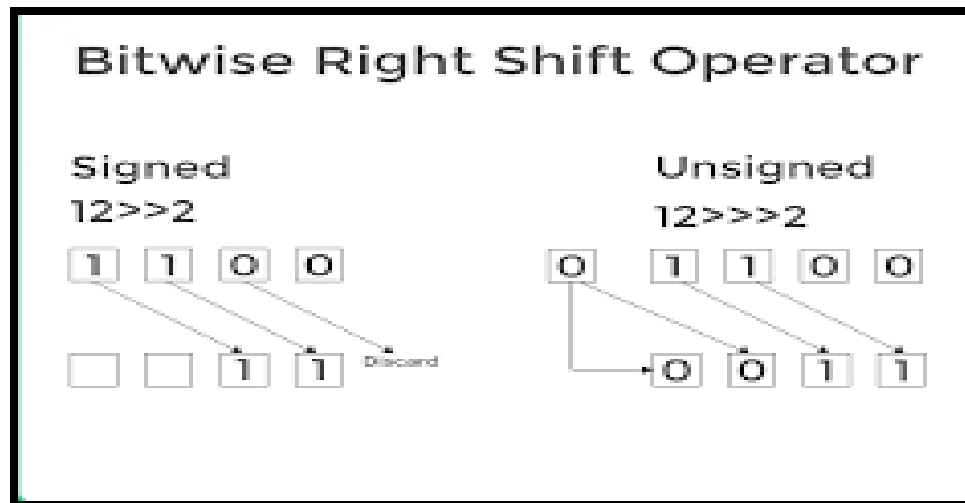 Bitwise Right Shift Operator
Signed
12>>2
1 1 0 0
1 1 Discard
Unsigned
12>>>2
0 1 1 0 0
0 0 1 1